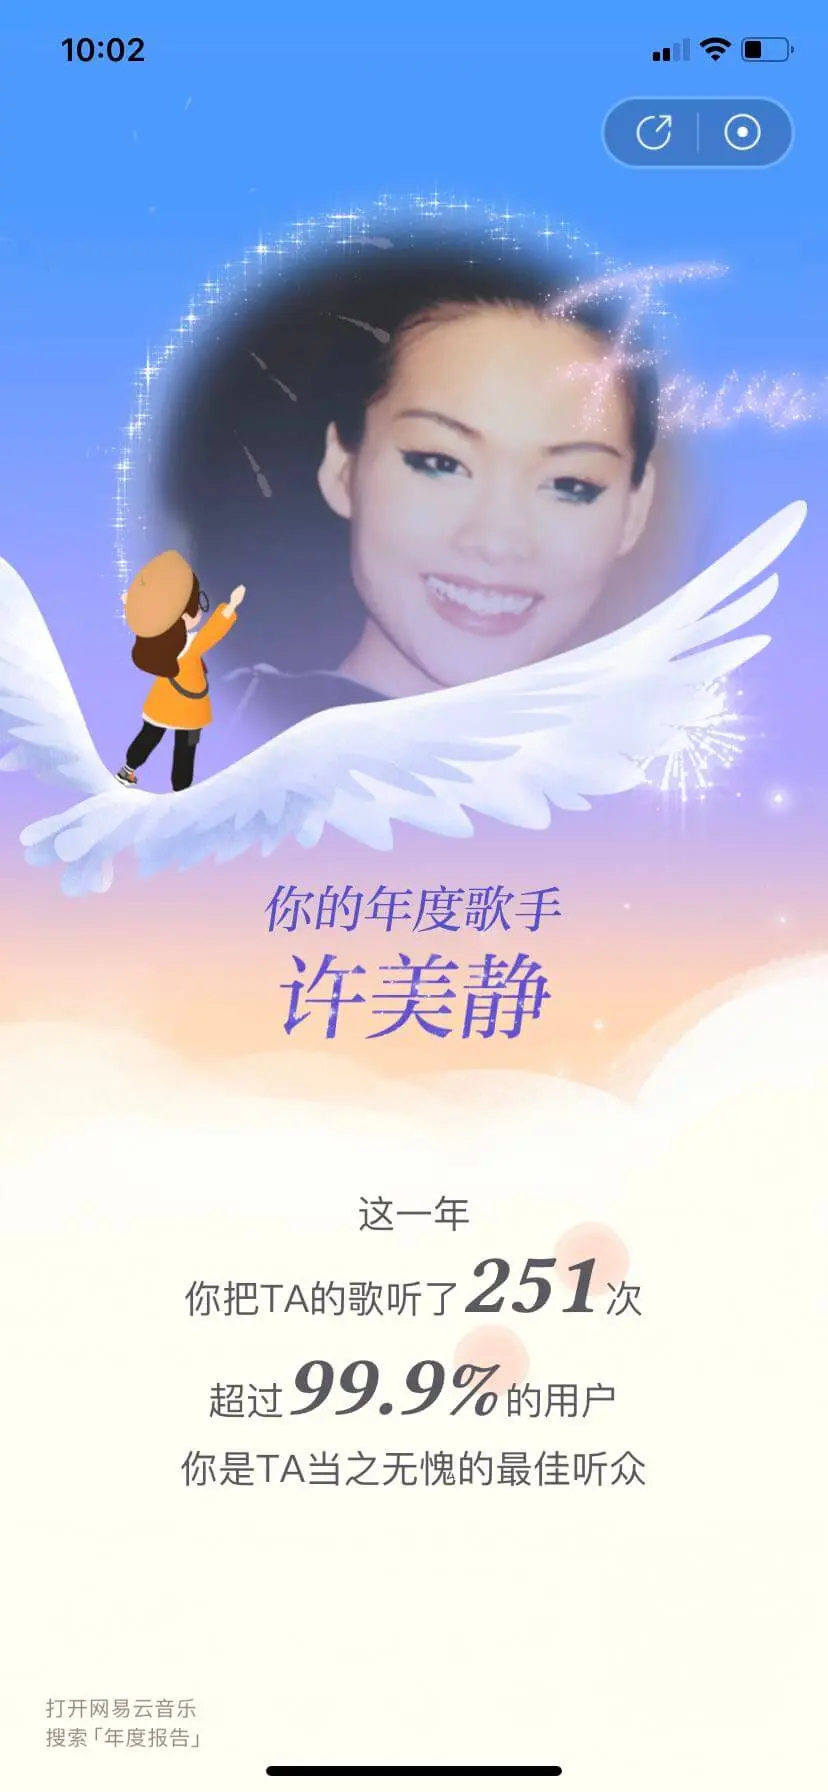 10:02
你的年度歌手
许美静
这一年
你把TA的歌听了251次
超过99.9%的用户
你是TA当之无愧的最佳听众
打开网易云音乐
搜索「年度报告」